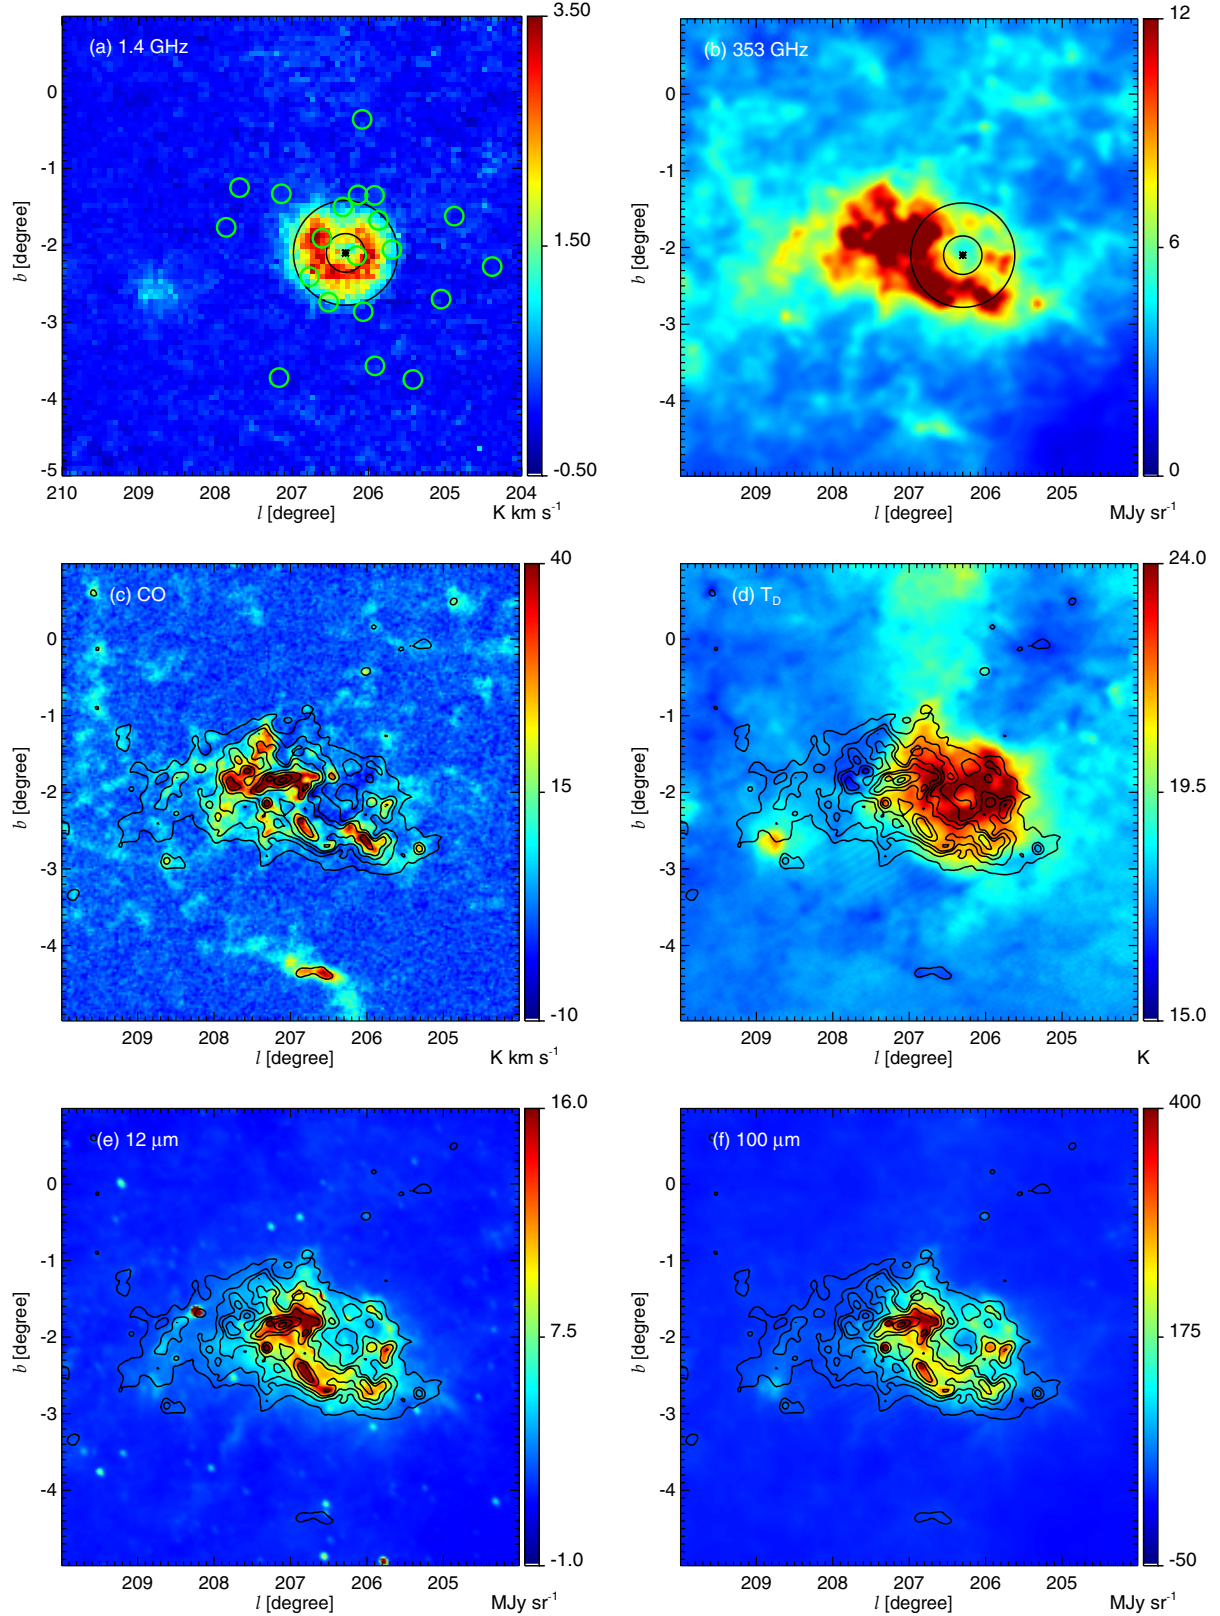 (a) 1.4 GHz
3.50
1.50
-0.50
0
-1
-2
-3
-4
-5
b [degree]
210 209 208 207 206 205 204
l [degree]
K km s⁻¹
(b) 353 GHz
12
6
0
0
-1
-2
-3
-4
b [degree]
209 208 207 206 205
l [degree]
MJy sr⁻¹
(c) CO
40
15
-10
0
-1
-2
-3
-4
b [degree]
209 208 207 206 205
l [degree]
K km s⁻¹
(d) T_D
24.0
19.5
15.0
0
-1
-2
-3
-4
b [degree]
209 208 207 206 205
l [degree]
K
(e) 12 μm
16.0
7.5
-1.0
0
-1
-2
-3
-4
b [degree]
209 208 207 206 205
l [degree]
MJy sr⁻¹
(f) 100 μm
400
175
-50
0
-1
-2
-3
-4
b [degree]
209 208 207 206 205
l [degree]
MJy sr⁻¹